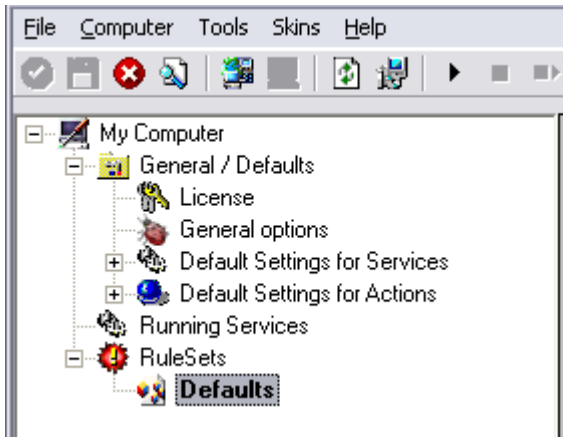 File Computer Tools Skins Help
My Computer
General / Defaults
License
General options
Default Settings for Services
Default Settings for Actions
Running Services
RuleSets
Defaults